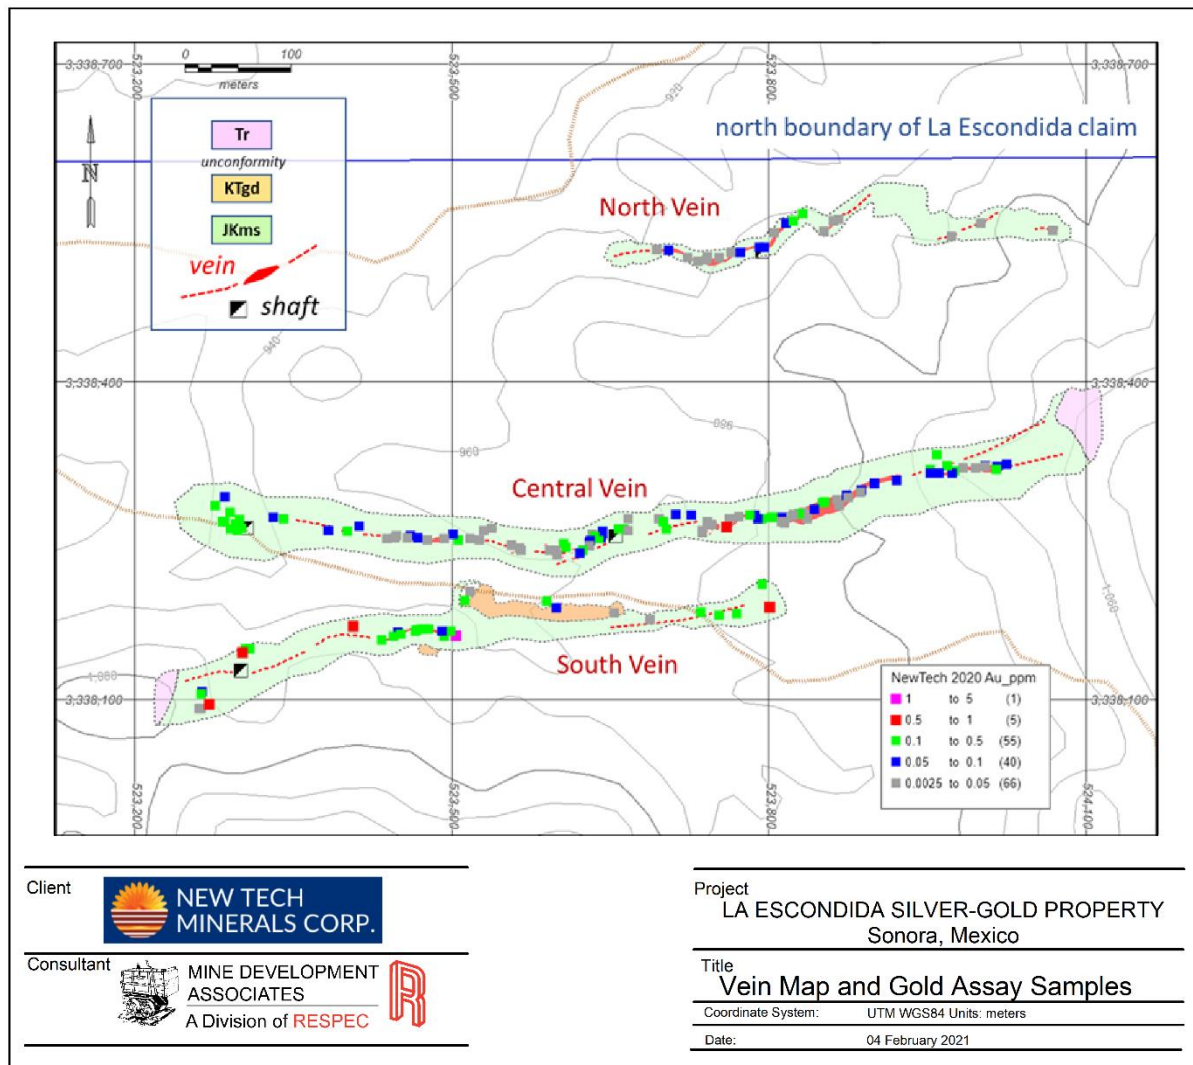 0 100
meters
3,338,700
523,200
523,500
523,800
3,338,700
920
north boundary of La Escondida claim
Tr
unconformity
KTgd
JKms
vein
shaft
N
North Vein
940
3,338,400
3,338,400
960
980
Central Vein
1,060
South Vein
1,060
3,338,100
3,338,100
NewTech 2020 Au_ppm
1 to 5 (1)
0.5 to 1 (5)
0.1 to 0.5 (55)
0.05 to 0.1 (40)
0.0025 to 0.05 (66)
523,200
523,500
523,800
524,100
Client
NEW TECH
MINERALS CORP.
Consultant
MINE DEVELOPMENT
ASSOCIATES
A Division of RESPEC
R
Project
LA ESCONDIDA SILVER-GOLD PROPERTY
Sonora, Mexico
Title
Vein Map and Gold Assay Samples
Coordinate System: UTM WGS84 Units: meters
Date: 04 February 2021